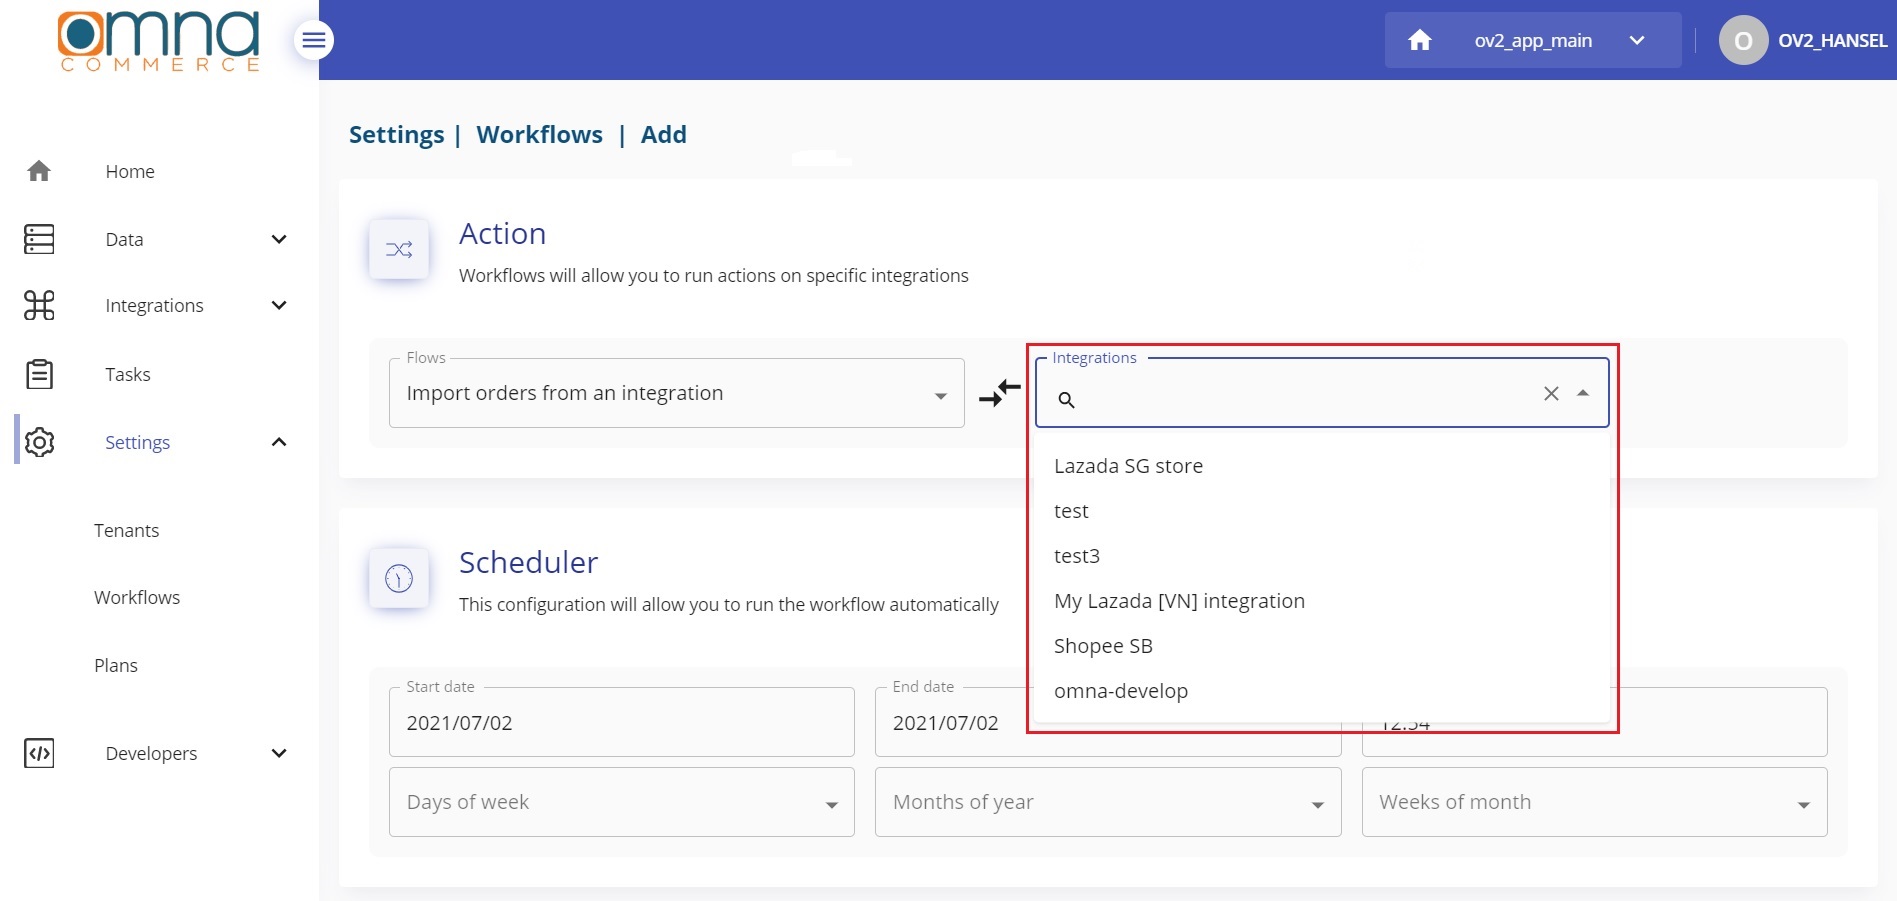 omna
COMMERCE
ov2_app_main
O
OV2_HANSEL
Settings | Workflows | Add
Home
Data
Integrations
Tasks
Settings
Tenants
Workflows
Plans
Developers
Action
Workflows will allow you to run actions on specific integrations
Flows
Import orders from an integration
Integrations
Lazada SG store
test
test3
My Lazada [VN] integration
Shopee SB
omna-develop
Scheduler
This configuration will allow you to run the workflow automatically
Start date
2021/07/02
End date
2021/07/02
Days of week
Months of year
Weeks of month